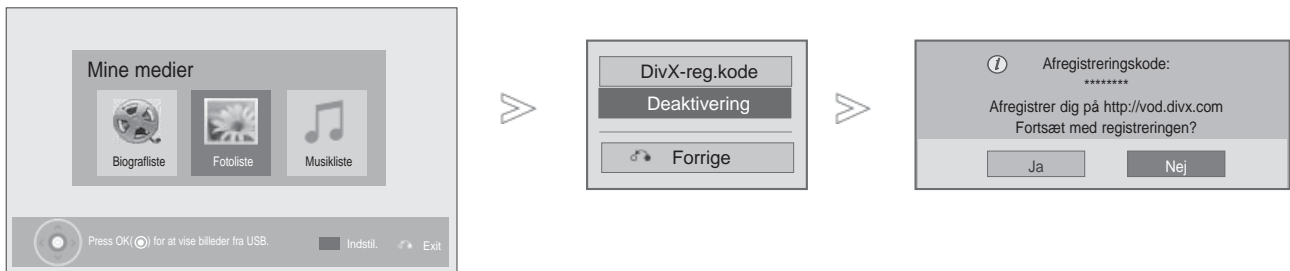 Mine medier
Biografliste
Fotoliste
Musikliste
Press OK(◉) for at vise billeder fra USB.
Indstil.
Exit
DivX-reg.kode
Deaktivering
Forrige
Afregistreringskode:
********
Afregistrer dig på http://vod.divx.com
Fortsæt med registreringen?
Ja
Nej